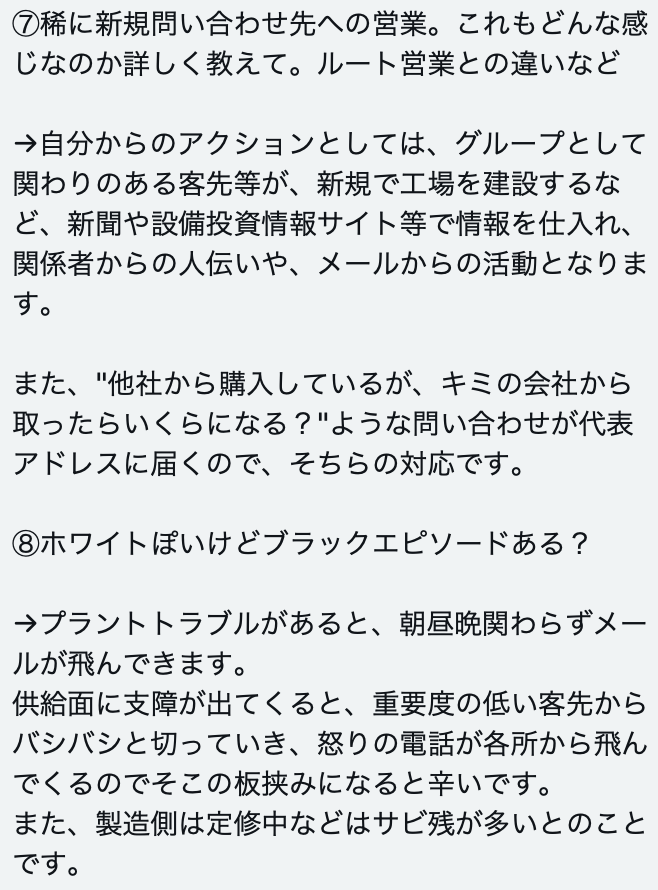 ⑦稀に新規問い合わせ先への営業。これもどんな感
じなのか詳しく教えて。ルート営業との違いなど
→自分からのアクションとしては、グループとして
関わりのある客先等が、新規で工場を建設するな
ど、新聞や設備投資情報サイト等で情報を仕入れ、
関係者からの人伝いや、メールからの活動となりま
す。
また、"他社から購入しているが、キミの会社から
取ったらいくらになる？"ような問い合わせが代表
アドレスに届くので、そちらの対応です。
⑧ホワイトぽいけどブラックエピソードある？
→プラントトラブルがあると、朝昼晩関わらずメー
ルが飛んできます。
供給面に支障が出てくると、重要度の低い客先から
バシバシと切っていき、怒りの電話が各所から飛ん
でくるのでそこの板挟みになると辛いです。
また、製造側は定修中などはサビ残が多いとのこと
です。